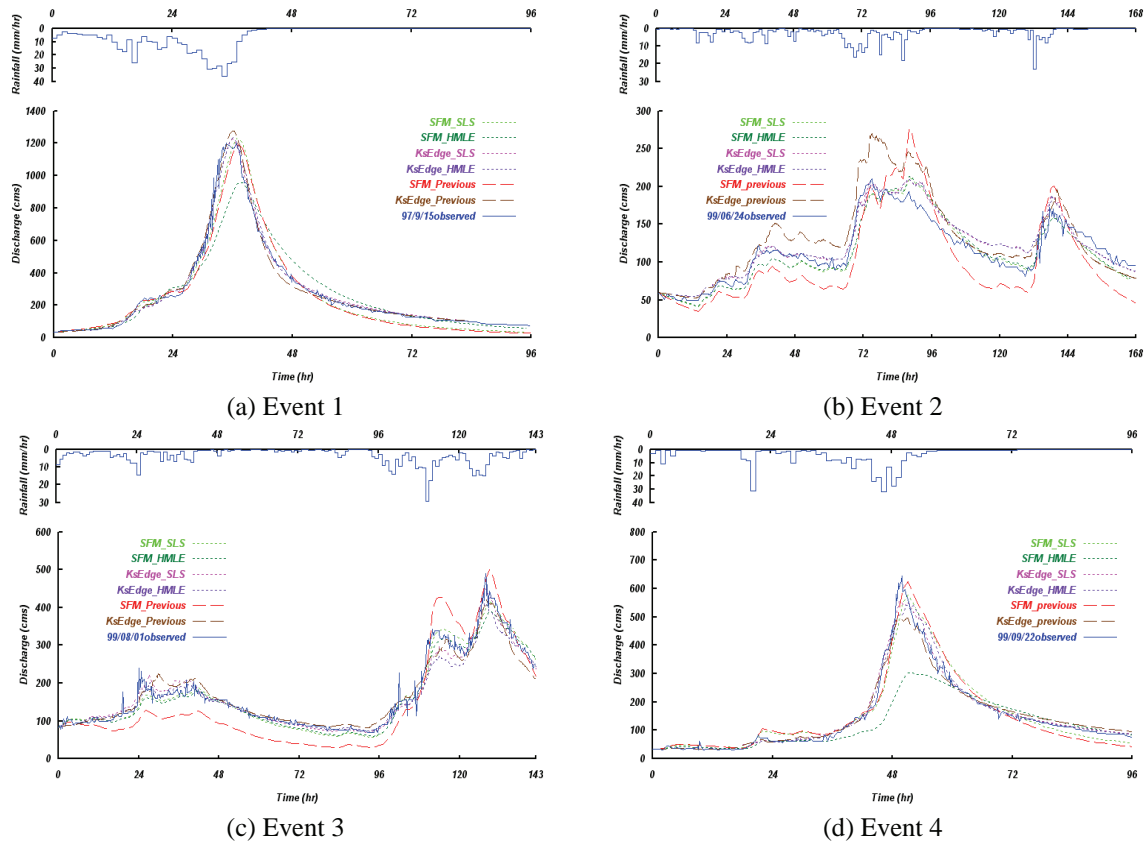 0 24 48 72 96
Rainfall (mm/hr)
0
10
20
30
40
1400
1200
1000
800
600
400
200
0
Discharge (cms)
SFM_SLS
SFM_HMLE
KsEdge_SLS
KsEdge_HMLE
SFM_Previous
KsEdge_Previous
97/9/15observed
0 24 48 72 96
Time (hr)
(a) Event 1
0 24 48 72 96 120 144 168
Rainfall (mm/hr)
0
10
20
30
40
300
250
200
150
100
50
0
Discharge (cms)
SFM_SLS
SFM_HMLE
KsEdge_SLS
KsEdge_HMLE
SFM_previous
KsEdge_previous
99/06/24observed
0 24 48 72 96 120 144 168
Time (hr)
(b) Event 2
0 24 48 72 96 120 143
Rainfall (mm/hr)
0
10
20
30
600
500
400
300
200
100
0
Discharge (cms)
SFM_SLS
SFM_HMLE
KsEdge_SLS
KsEdge_HMLE
SFM_Previous
KsEdge_Previous
99/08/01observed
0 24 48 72 96 120 143
Time (hr)
(c) Event 3
0 24 48 72 96
Rainfall (mm/hr)
0
10
20
30
40
800
700
600
500
400
300
200
100
0
Discharge (cms)
SFM_SLS
SFM_HMLE
KsEdge_SLS
KsEdge_HMLE
SFM_previous
KsEdge_previous
99/09/22observed
0 24 48 72 96
Time (hr)
(d) Event 4